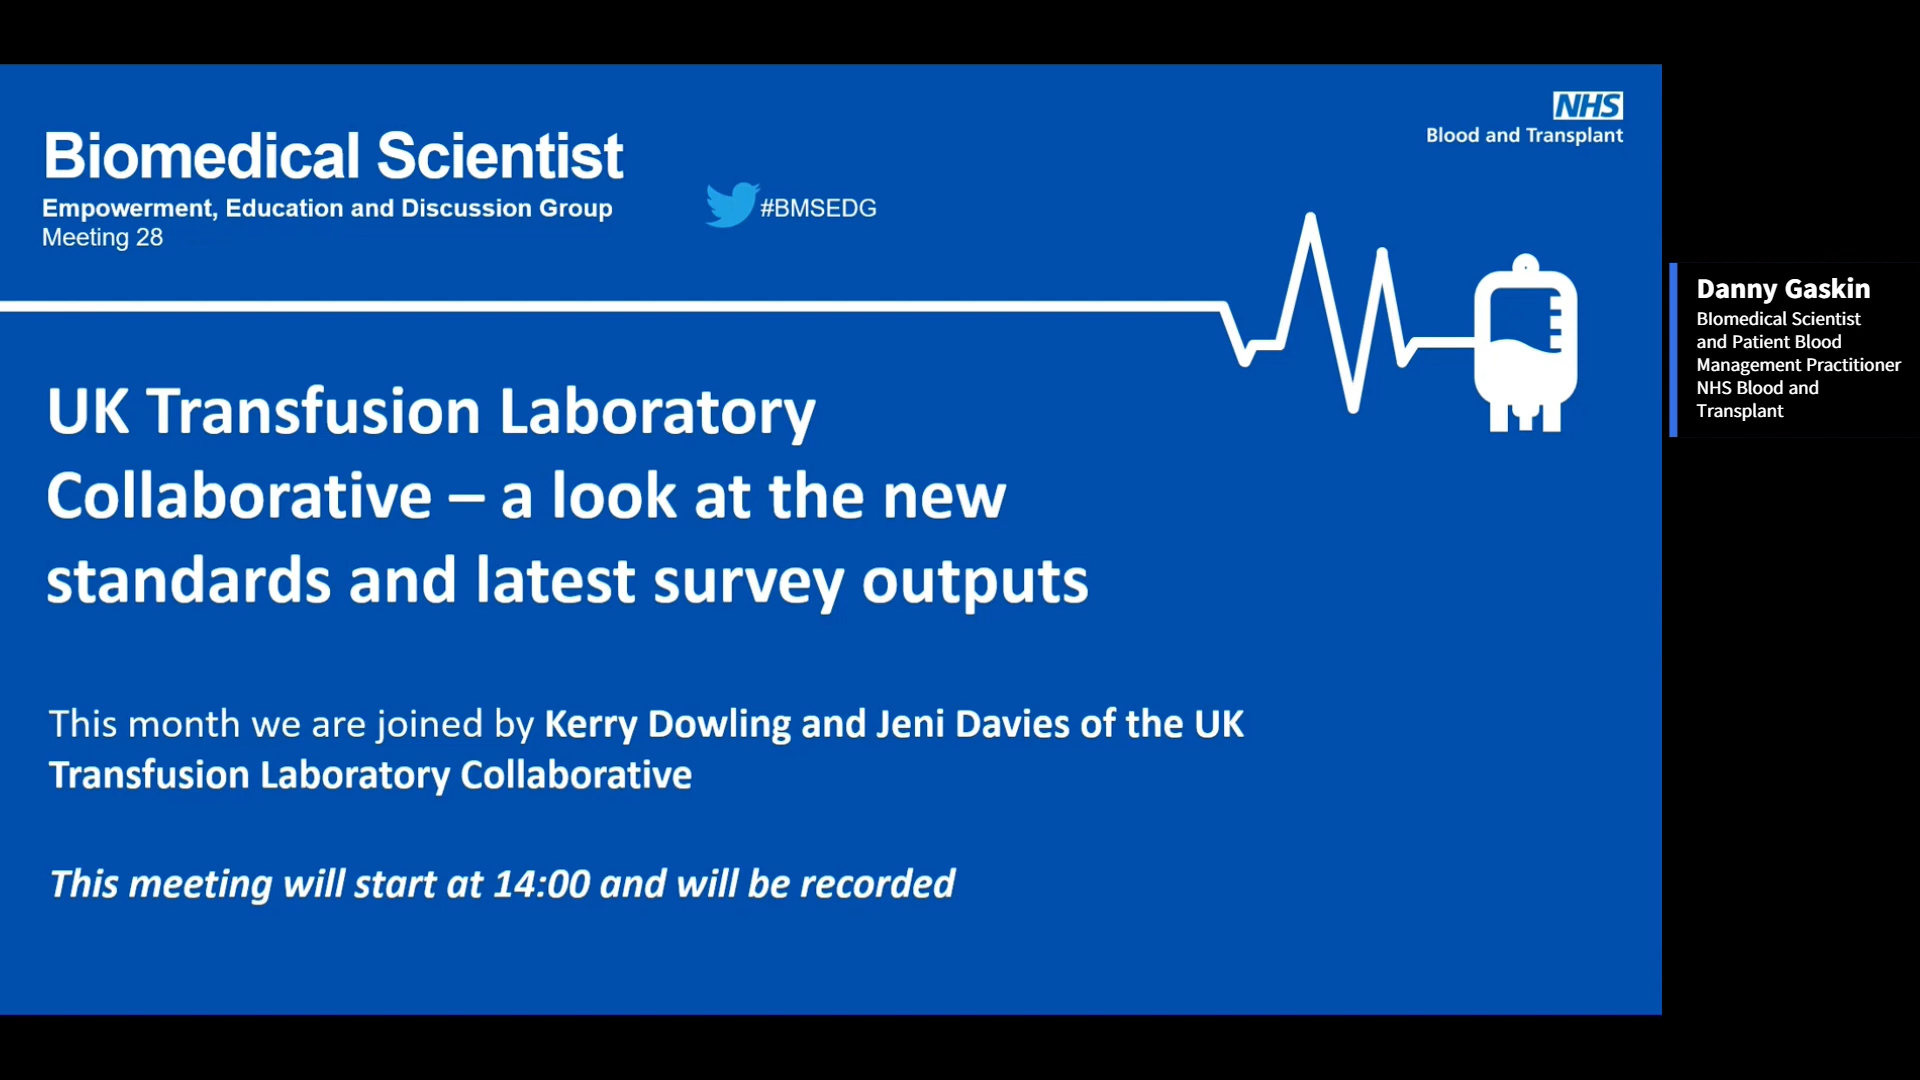 NHS
Blood and Transplant
Biomedical Scientist
Empowerment, Education and Discussion Group
#BMSEDG
Meeting 28
UK Transfusion Laboratory
Collaborative – a look at the new
standards and latest survey outputs
This month we are joined by Kerry Dowling and Jeni Davies of the UK
Transfusion Laboratory Collaborative
This meeting will start at 14:00 and will be recorded
Danny Gaskin
BIomedical Scientist
and Patient Blood
Management Practitioner
NHS Blood and
Transplant